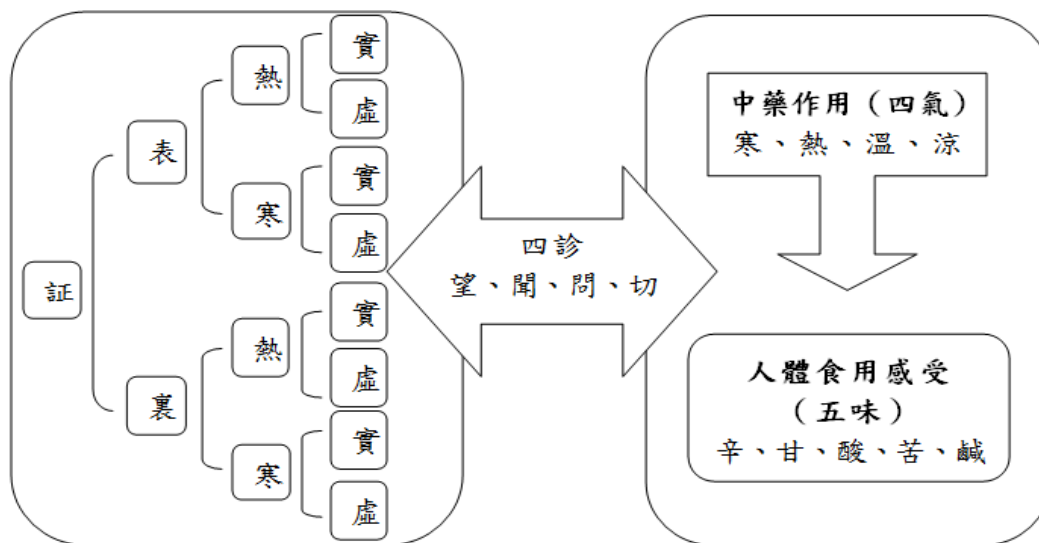 証
表
裏
熱
寒
熱
寒
實
虛
實
虛
實
虛
實
虛
四診
望、聞、問、切
中藥作用（四氣）
寒、熱、溫、涼
人體食用感受
（五味）
辛、甘、酸、苦、鹹